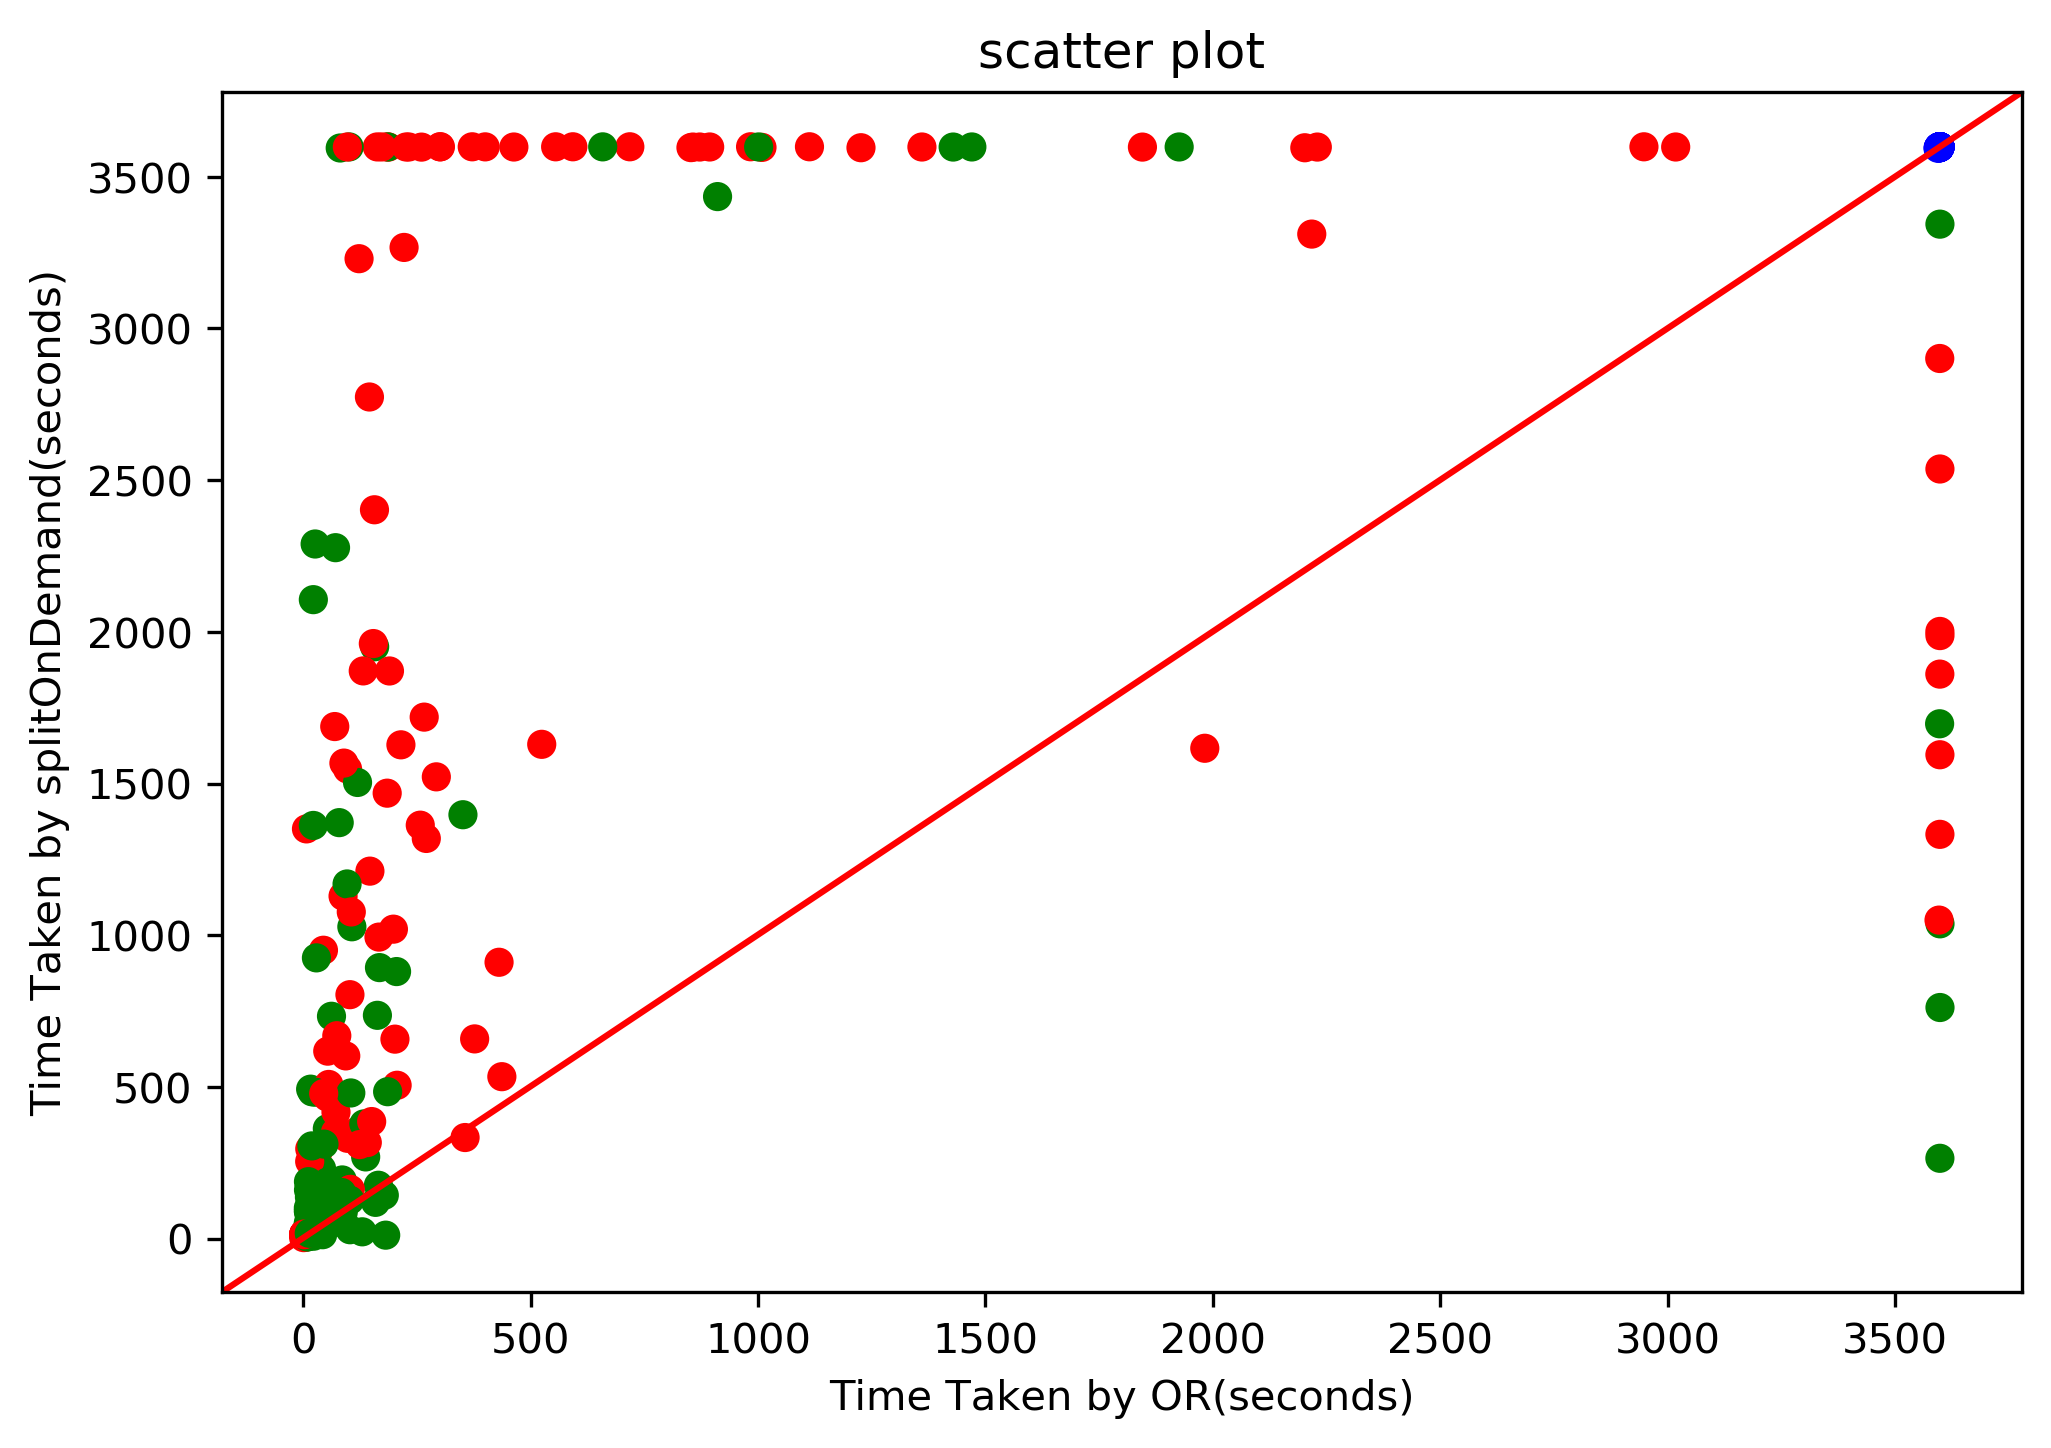 scatter plot
Time Taken by splitOnDemand(seconds)
3500
3000
2500
2000
1500
1000
500
0
0 500 1000 1500 2000 2500 3000 3500
Time Taken by OR(seconds)